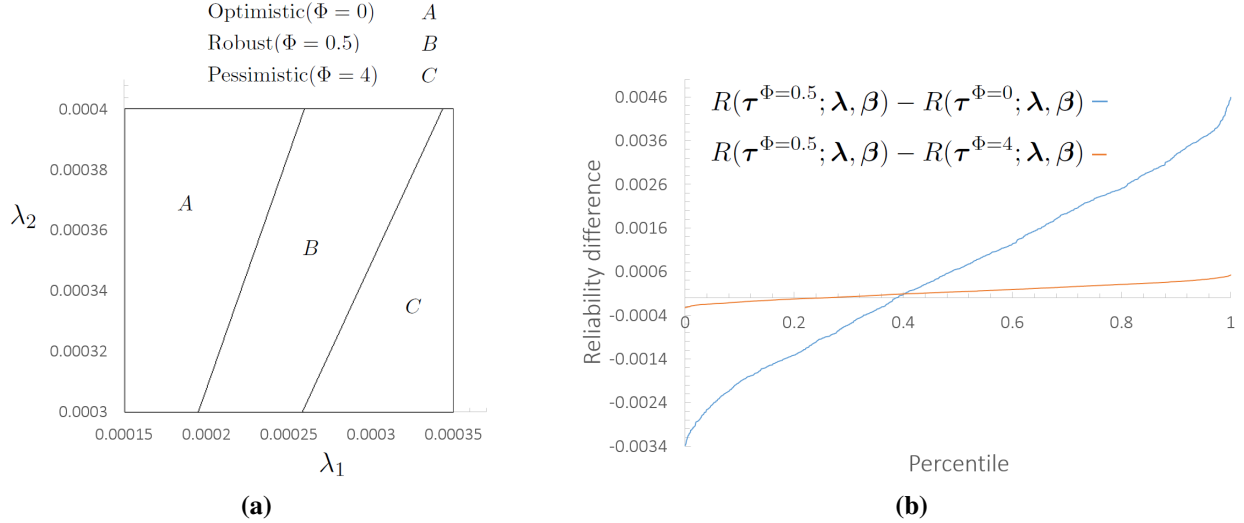 Optimistic(Φ = 0) A
Robust(Φ = 0.5) B
Pessimistic(Φ = 4) C
0.0004
0.00038
0.00036
0.00034
0.00032
0.0003
λ₂
A
B
C
0.00015 0.0002 0.00025 0.0003 0.00035
λ₁
(a)
R(τ^{Φ=0.5}; λ, β) − R(τ^{Φ=0}; λ, β)
R(τ^{Φ=0.5}; λ, β) − R(τ^{Φ=4}; λ, β)
Reliability difference
0.0046
0.0036
0.0026
0.0016
0.0006
-0.0004
-0.0014
-0.0024
-0.0034
0 0.2 0.4 0.6 0.8 1
Percentile
(b)